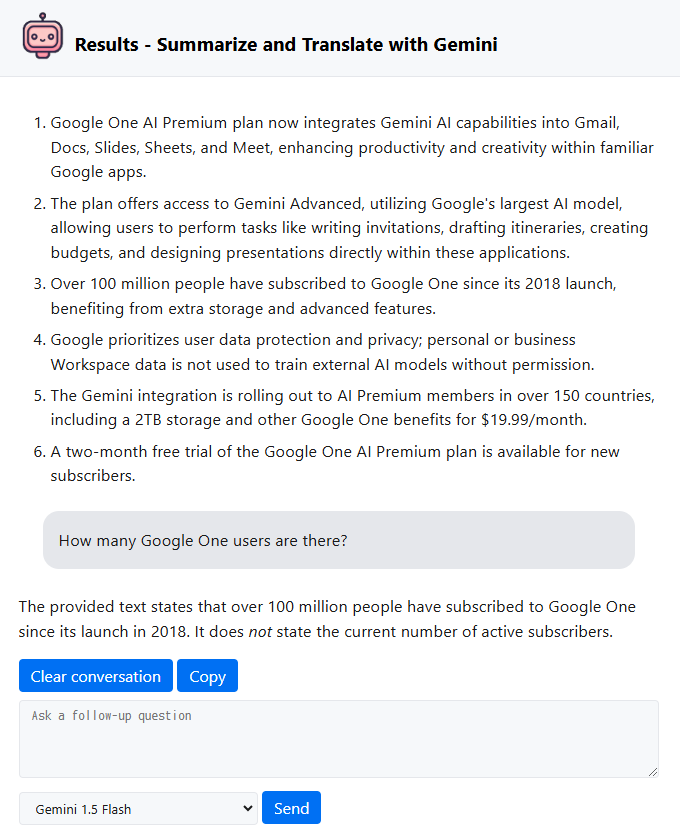 Results - Summarize and Translate with Gemini
1. Google One AI Premium plan now integrates Gemini AI capabilities into Gmail,
Docs, Slides, Sheets, and Meet, enhancing productivity and creativity within familiar
Google apps.
2. The plan offers access to Gemini Advanced, utilizing Google's largest AI model,
allowing users to perform tasks like writing invitations, drafting itineraries, creating
budgets, and designing presentations directly within these applications.
3. Over 100 million people have subscribed to Google One since its 2018 launch,
benefiting from extra storage and advanced features.
4. Google prioritizes user data protection and privacy; personal or business
Workspace data is not used to train external AI models without permission.
5. The Gemini integration is rolling out to AI Premium members in over 150 countries,
including a 2TB storage and other Google One benefits for $19.99/month.
6. A two-month free trial of the Google One AI Premium plan is available for new
subscribers.
How many Google One users are there?
The provided text states that over 100 million people have subscribed to Google One
since its launch in 2018. It does not state the current number of active subscribers.
Clear conversation Copy
Ask a follow-up question
Gemini 1.5 Flash Send